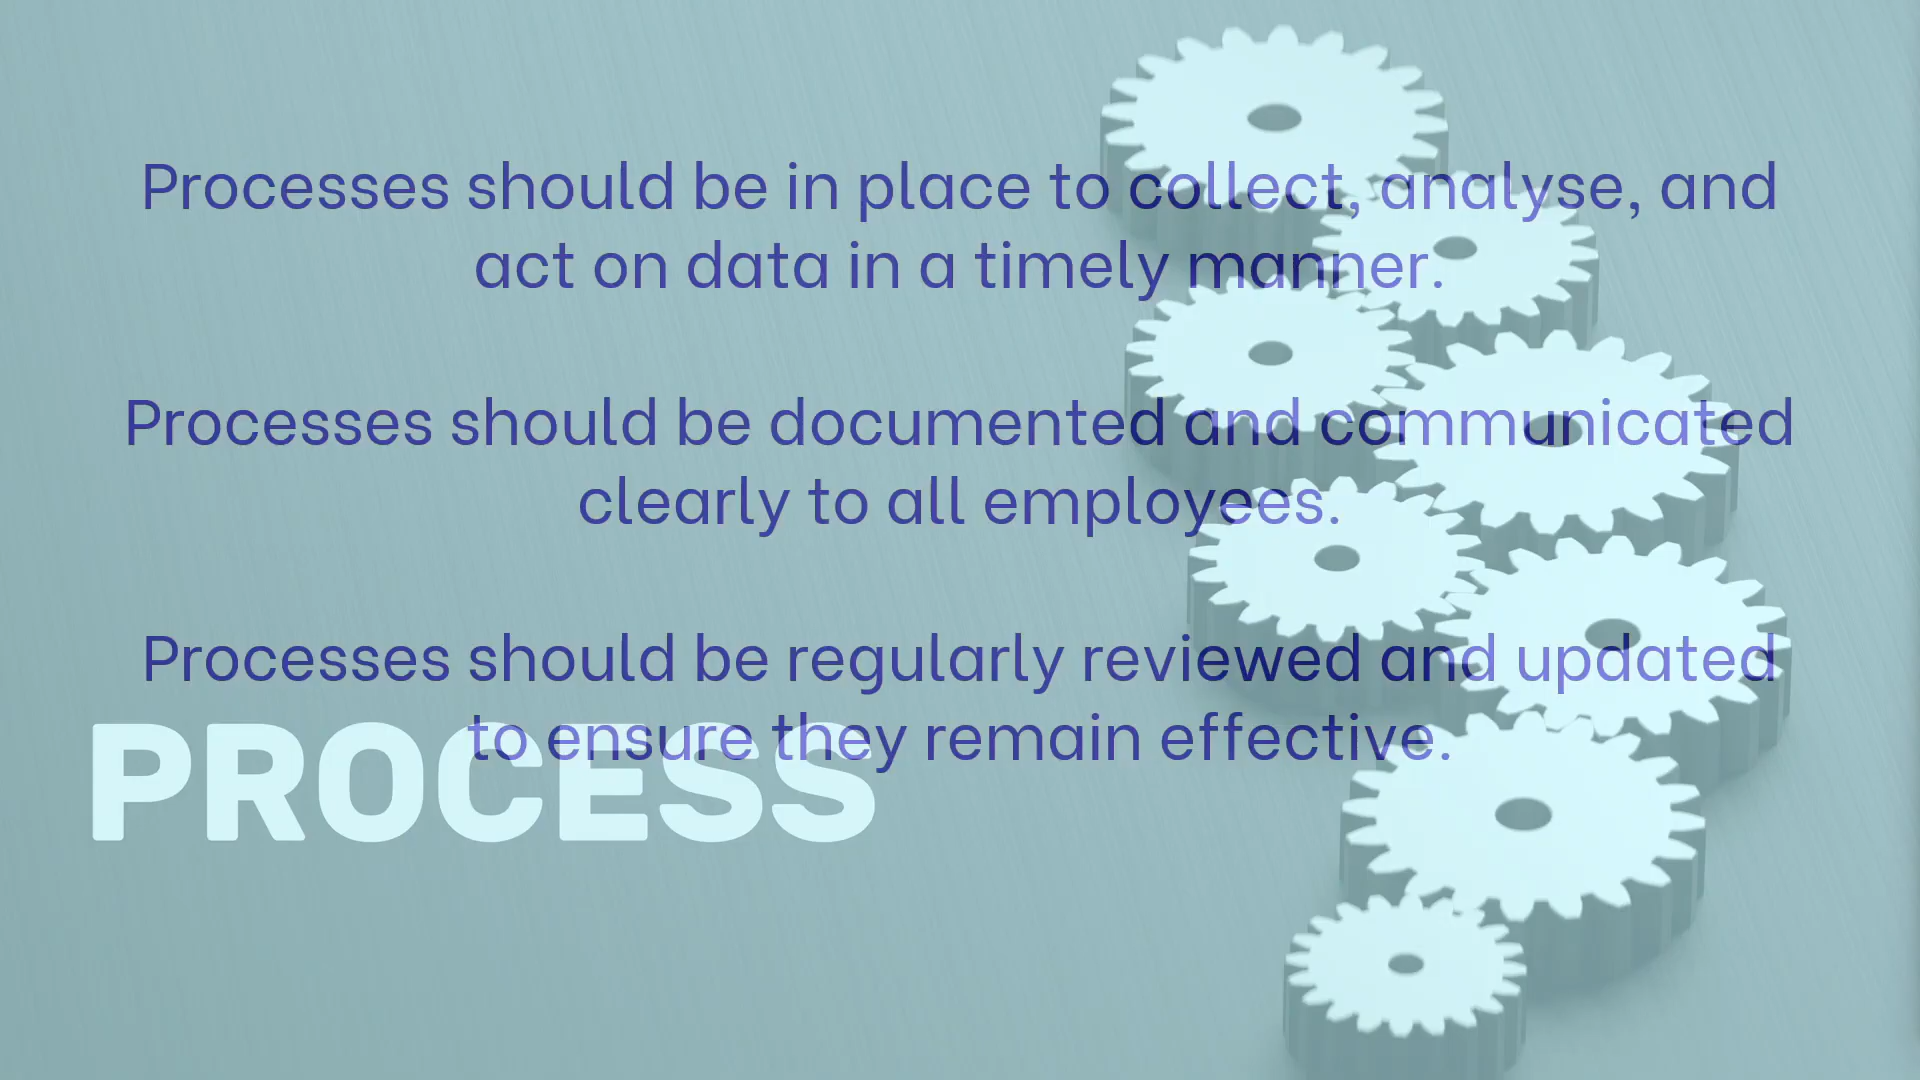 Processes should be in place to collect, analyse, and
act on data in a timely manner.
Processes should be documented and communicated
clearly to all employees.
Processes should be regularly reviewed and updated
to ensure they remain effective.
PROCESS